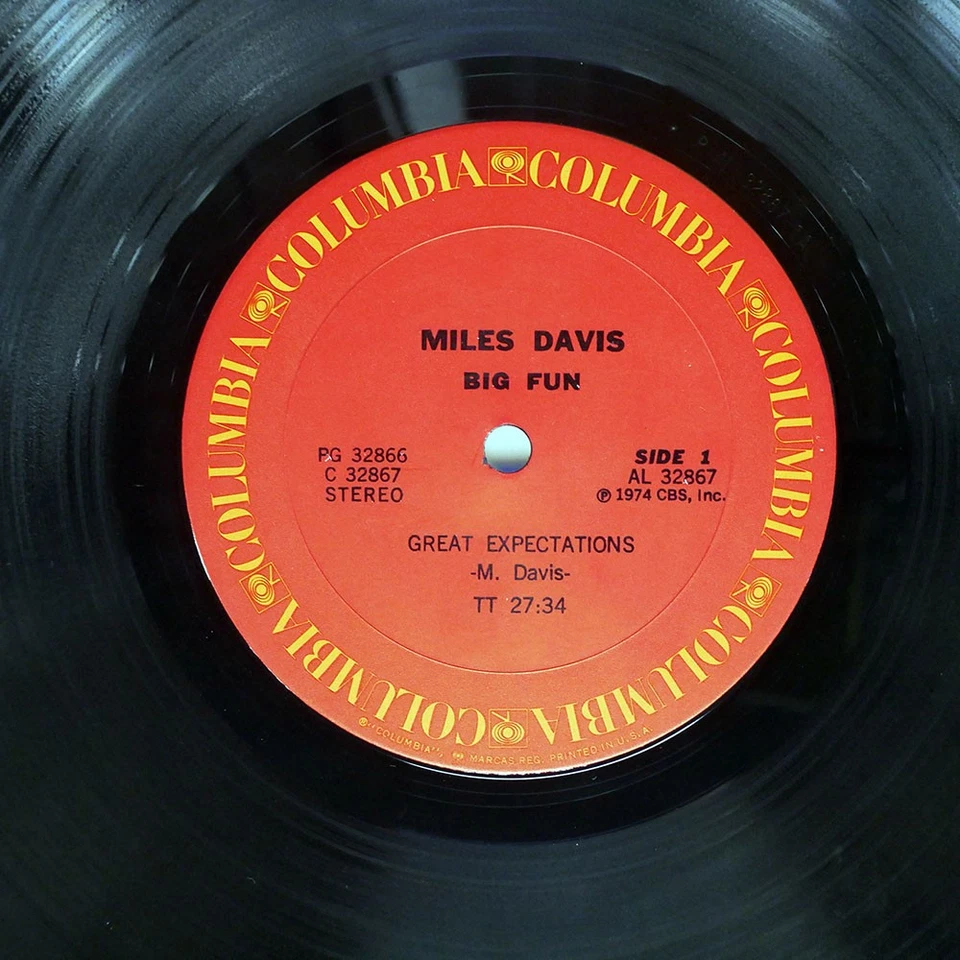 COLUMBIA COLUMBIA COLUMBIA COLUMBIA COLUMBIA COLUMBIA
MILES DAVIS
BIG FUN
PG 32866
C 32867
STEREO
SIDE 1
AL 32867
℗ 1974 CBS, Inc.
GREAT EXPECTATIONS
-M. Davis-
TT 27:34
®"COLUMBIA", MARCAS REG. PRINTED IN U.S.A